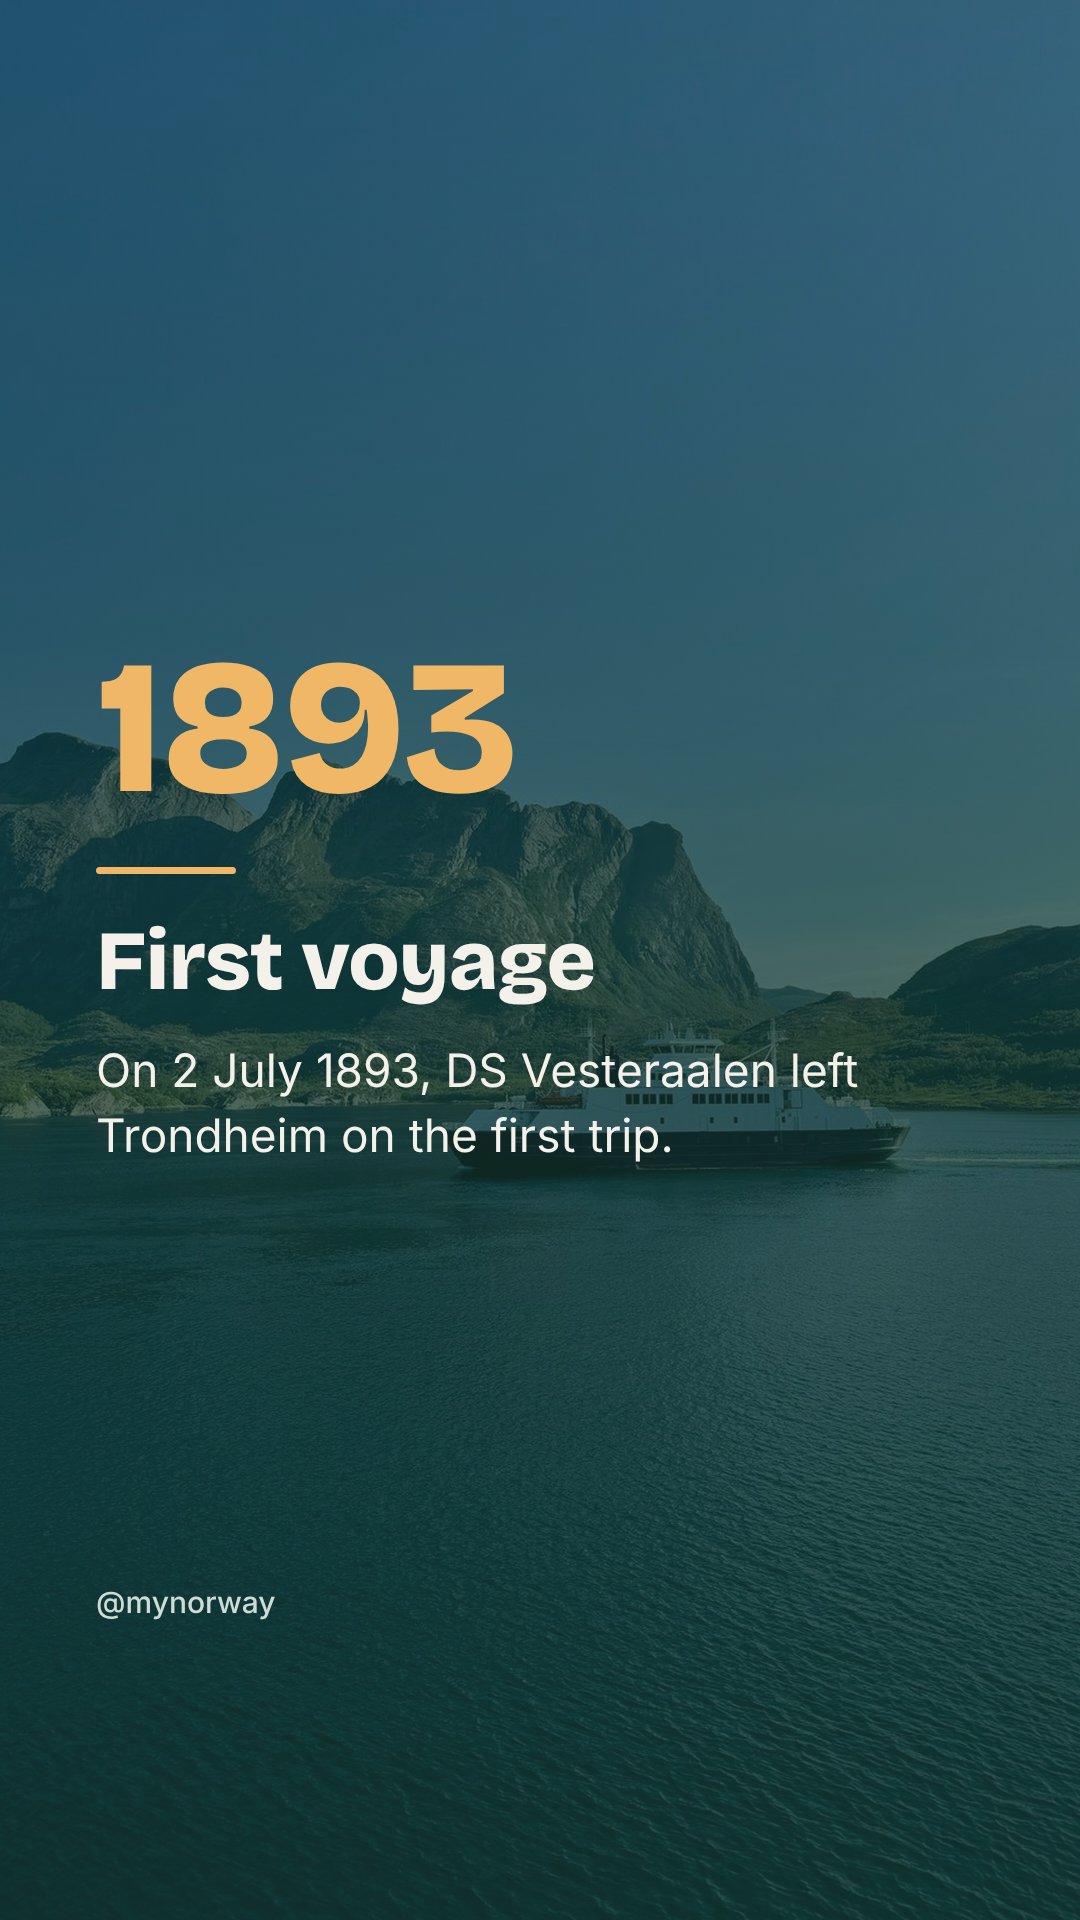 1893
First voyage
On 2 July 1893, DS Vesteraalen left
Trondheim on the first trip.
@mynorway